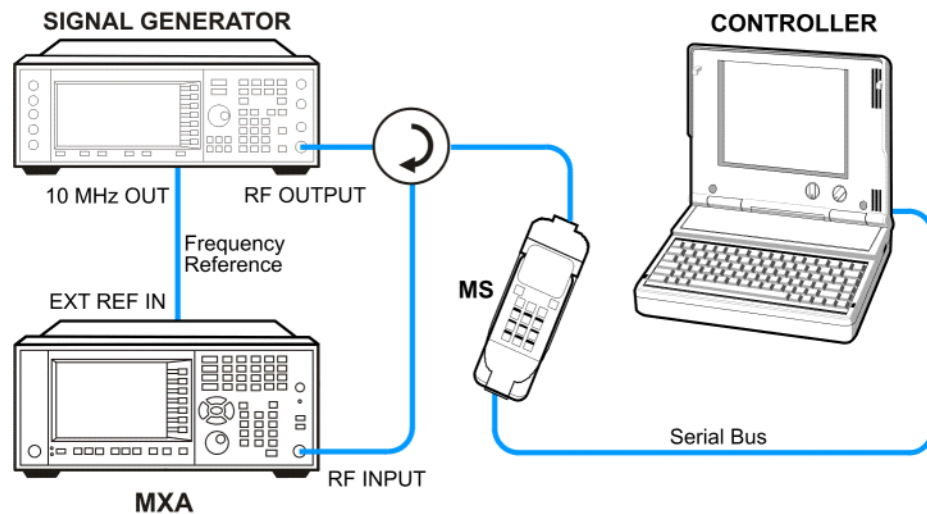 SIGNAL GENERATOR
CONTROLLER
10 MHz OUT
RF OUTPUT
Frequency
Reference
MS
EXT REF IN
Serial Bus
RF INPUT
MXA